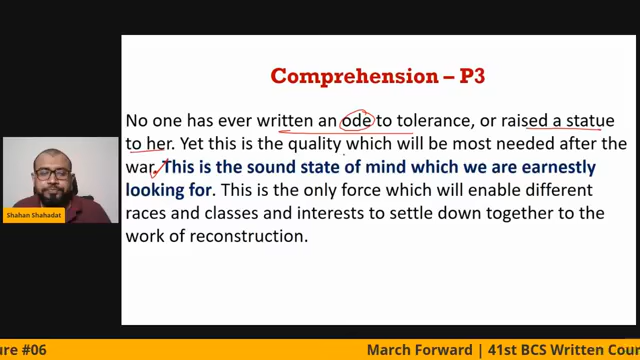 Comprehension – P3
No one has ever written an ode to tolerance, or raised a statue
to her. Yet this is the quality which will be most needed after the
war. This is the sound state of mind which we are earnestly
looking for. This is the only force which will enable different
races and classes and interests to settle down together to the
work of reconstruction.
Shahan Shahadat
ure #06
March Forward | 41st BCS Written Cour